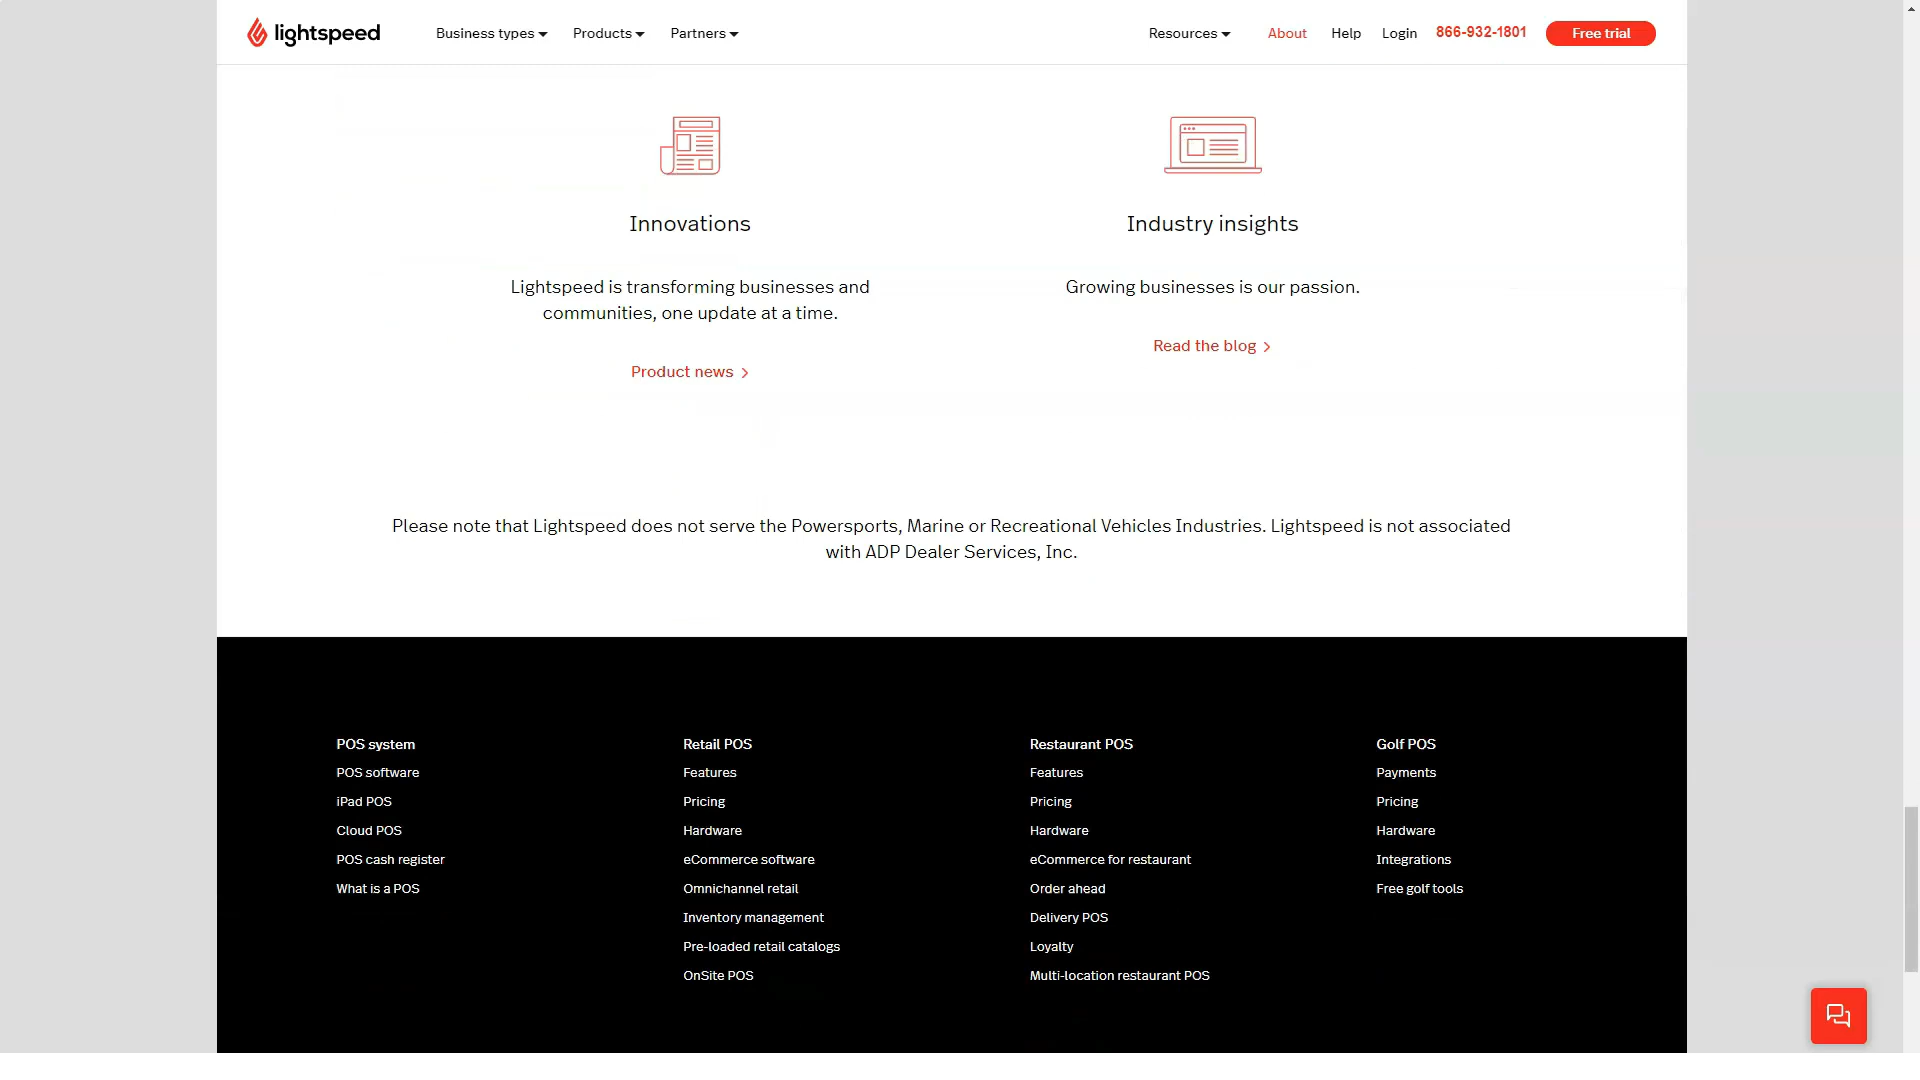 lightspeed
Business types
Products
Partners
Resources
About
Help
Login
866-932-1801
Free trial
Innovations
Lightspeed is transforming businesses and
communities, one update at a time.
Product news
Industry insights
Growing businesses is our passion.
Read the blog
Please note that Lightspeed does not serve the Powersports, Marine or Recreational Vehicles Industries. Lightspeed is not associated
with ADP Dealer Services, Inc.
POS system
POS software
iPad POS
Cloud POS
POS cash register
What is a POS
Retail POS
Features
Pricing
Hardware
eCommerce software
Omnichannel retail
Inventory management
Pre-loaded retail catalogs
OnSite POS
Restaurant POS
Features
Pricing
Hardware
eCommerce for restaurant
Order ahead
Delivery POS
Loyalty
Multi-location restaurant POS
Golf POS
Payments
Pricing
Hardware
Integrations
Free golf tools